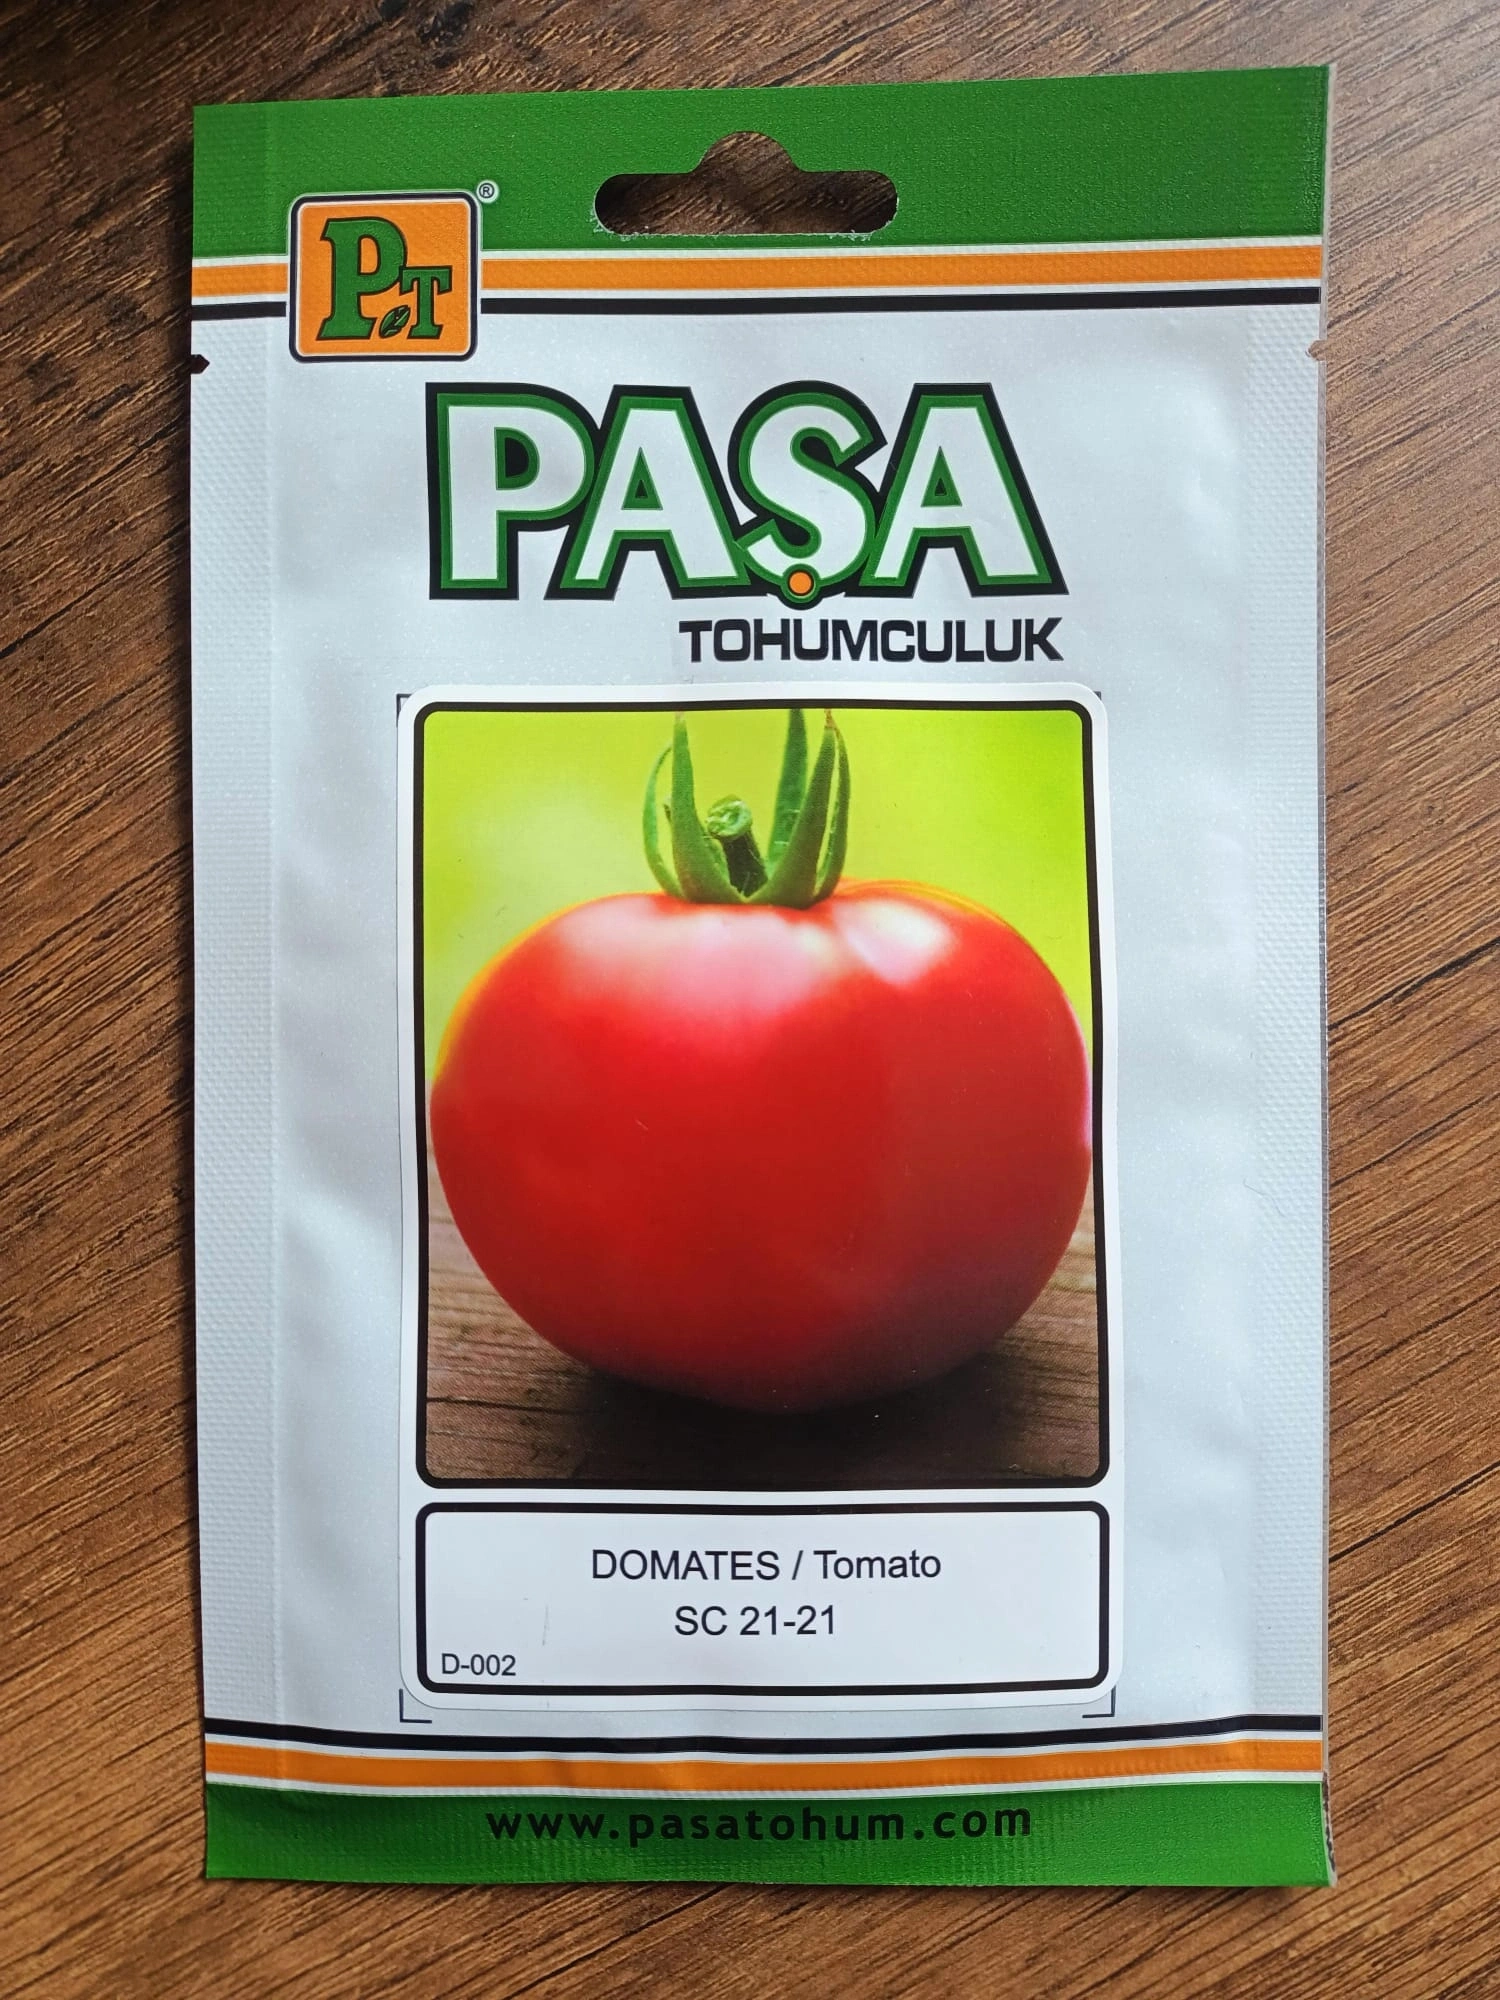 PT®
PAŞA
TOHUMCULUK
DOMATES / Tomato
SC 21-21
D-002
www.pasatohum.com